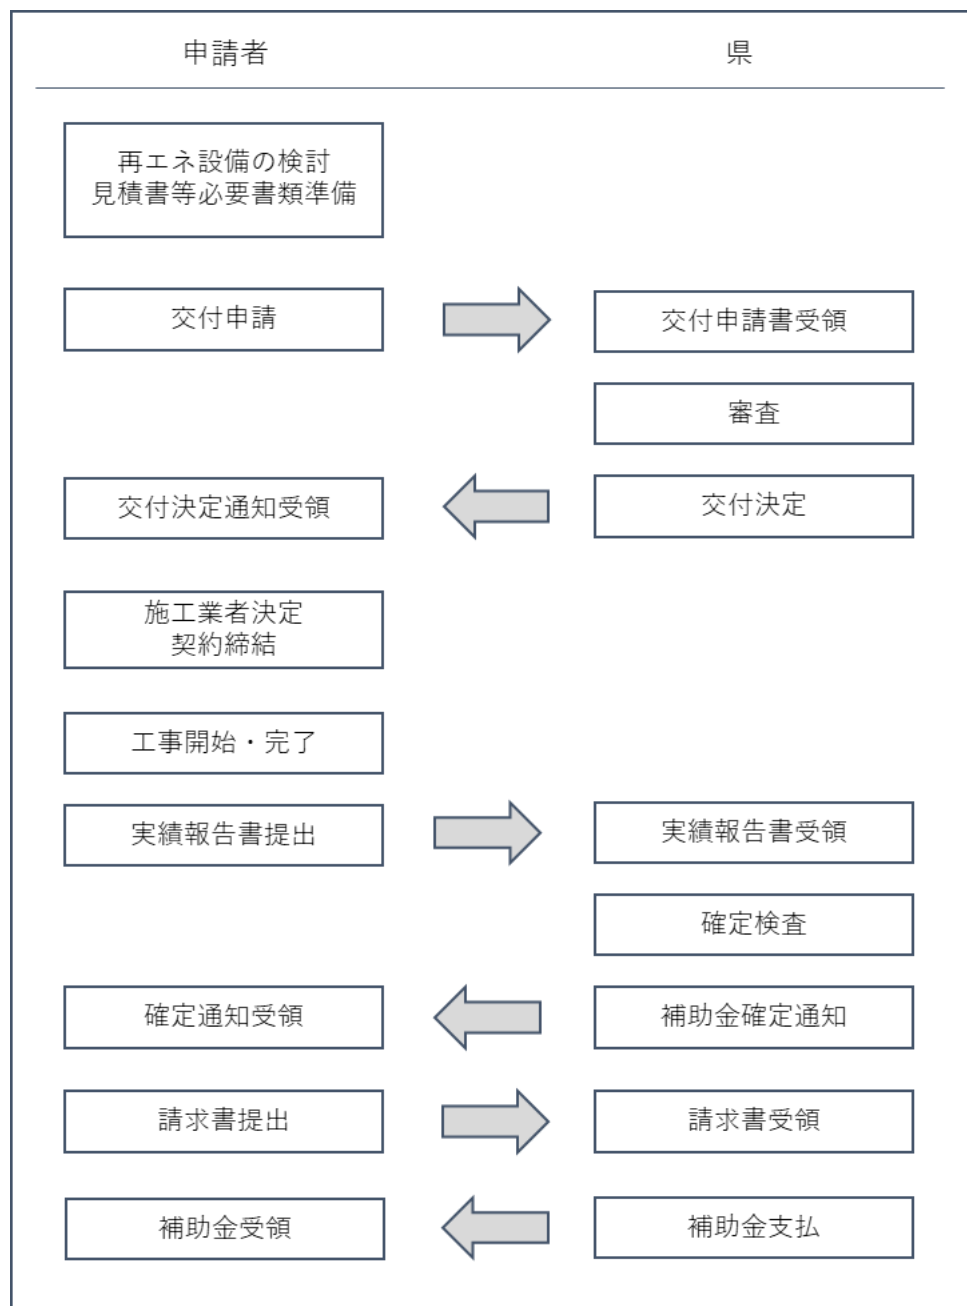 申請者
県
再エネ設備の検討
見積書等必要書類準備
交付申請
交付申請書受領
審査
交付決定通知受領
交付決定
施工業者決定
契約締結
工事開始・完了
実績報告書提出
実績報告書受領
確定検査
確定通知受領
補助金確定通知
請求書提出
請求書受領
補助金受領
補助金支払